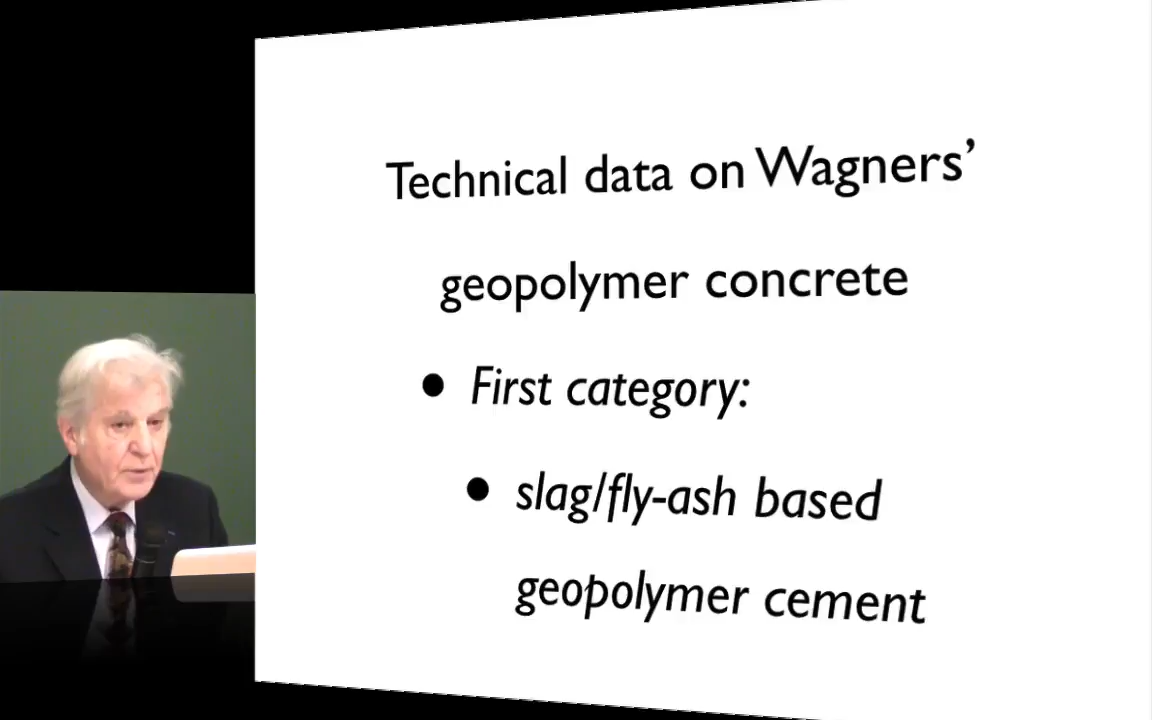 Technical data on Wagners’
geopolymer concrete
• First category:
• slag/fly-ash based
geopolymer cement